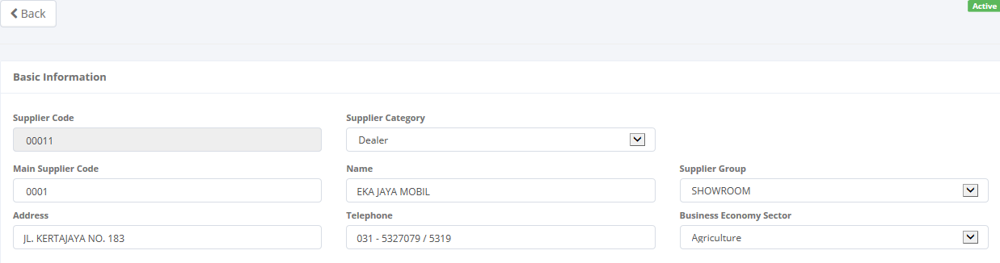 Back
Active
Basic Information
Supplier Code
Supplier Category
00011
Dealer
Main Supplier Code
Name
Supplier Group
0001
EKA JAYA MOBIL
SHOWROOM
Address
Telephone
Business Economy Sector
JL. KERTAJAYA NO. 183
031 - 5327079 / 5319
Agriculture